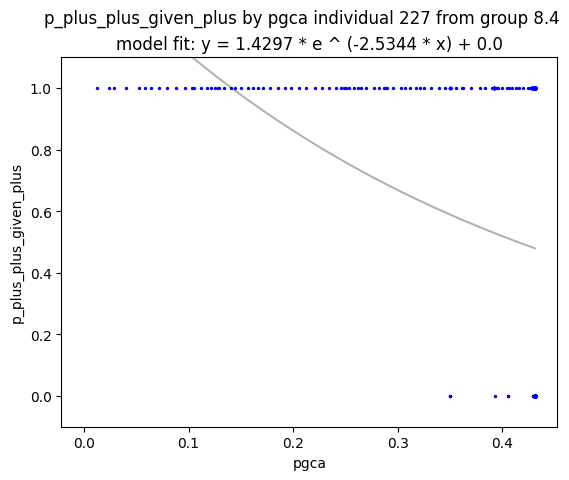 p_plus_plus_given_plus by pgca individual 227 from group 8.4
model fit: y = 1.4297 * e ^ (-2.5344 * x) + 0.0
1.0
0.8
0.6
0.4
0.2
0.0
p_plus_plus_given_plus
0.0 0.1 0.2 0.3 0.4
pgca